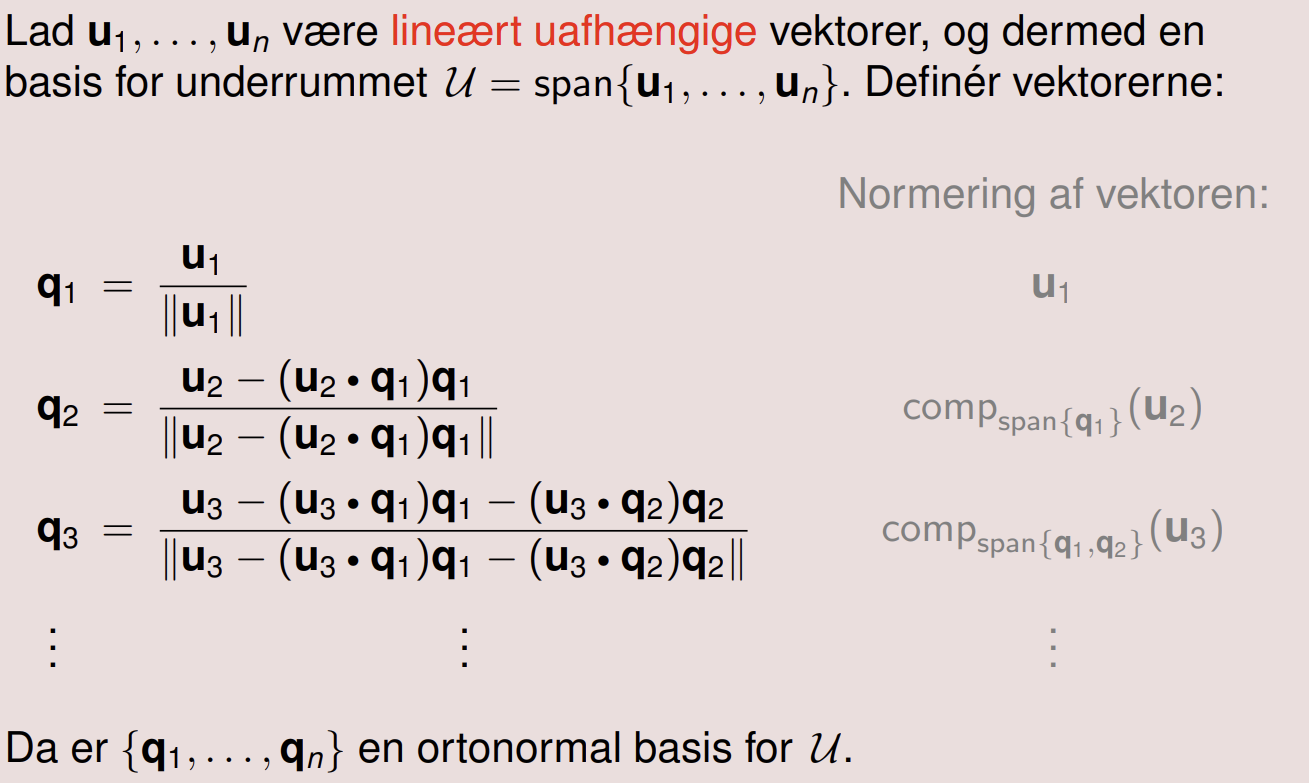 Lad u₁, . . . , uₙ være lineært uafhængige vektorer, og dermed en
basis for underrummet 𝒰 = span{u₁, . . . , uₙ}. Definér vektorerne:
Normering af vektoren:
q₁ = u₁ / ‖u₁‖ u₁
q₂ = (u₂ − (u₂ • q₁)q₁) / ‖u₂ − (u₂ • q₁)q₁‖ comp_span{q₁}(u₂)
q₃ = (u₃ − (u₃ • q₁)q₁ − (u₃ • q₂)q₂) / ‖u₃ − (u₃ • q₁)q₁ − (u₃ • q₂)q₂‖ comp_span{q₁,q₂}(u₃)
⋮ ⋮ ⋮
Da er {q₁, . . . , qₙ} en ortonormal basis for 𝒰.